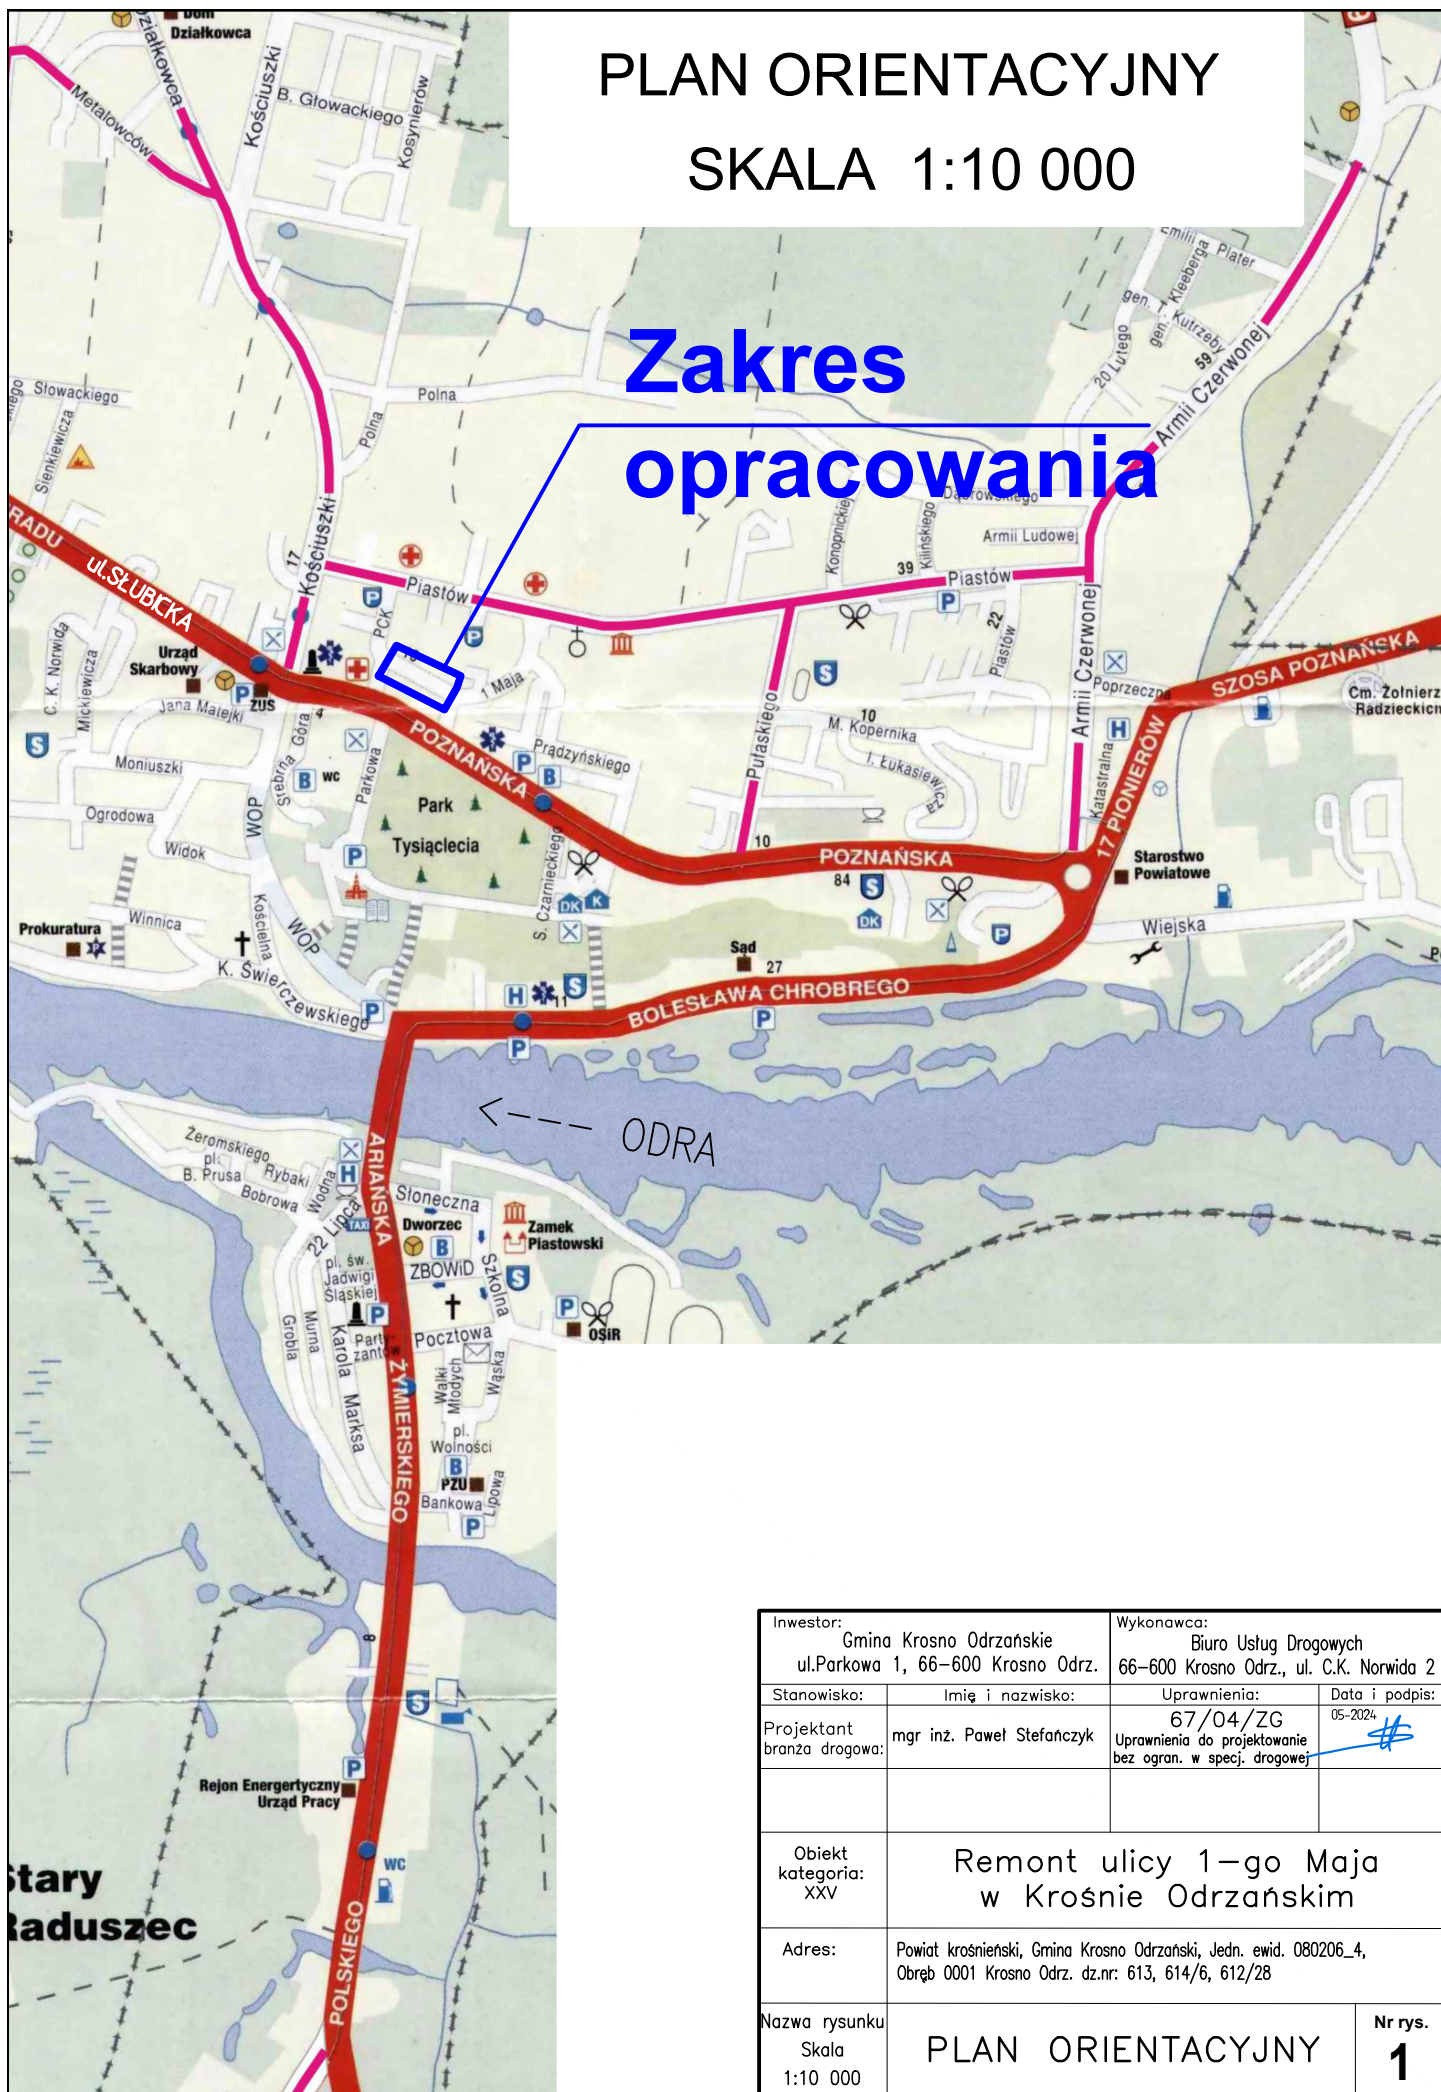 PLAN ORIENTACYJNY
SKALA 1:10 000
Dom
Działkowca
Działkowca
Metalowców
Kościuszki
B. Głowackiego
Kosynierów
Emilii Plater
gen. Kleeberga
gen. T. Kutrzeby
20 Lutego
59
Armii Czerwonej
Zakres
opracowania
Słowackiego
Sienkiewicza
Polna
Polna
Dąbrowskiego
Konopnickiej
Kilińskiego
Armii Ludowej
39
Piastów
Piastów
22
Piastów
RADU
ul.SŁUBICKA
17
Kościuszki
PCK
1 Maja
C. K. Norwida
Mickiewicza
Urząd
Skarbowy
ZUS
Jana Matejki
4
Srebrna Góra
Parkowa
POZNAŃSKA
Prądzyńskiego
Pułaskiego
10
M. Kopernika
I. Łukasiewicza
Armii Czerwonej
Poprzeczna
Katastralna
17 PIONIERÓW
SZOSA POZNAŃSKA
Cm. Żołnierz
Radzieckich
Moniuszki
Ogrodowa
Widok
WOP
WC
Park
Tysiąclecia
10
POZNAŃSKA
84
Starostwo
Powiatowe
Wiejska
Prokuratura
Winnica
Kościelna
WOP
K. Świerczewskiego
S. Czarnieckiego
DK
K
DK
Sąd
27
11
BOLESŁAWA CHROBREGO
ODRA
Żeromskiego
pl.
B. Prusa
Rybaki
Bobrowa
Wodna
22 Lipca
TAXI
ARIAŃSKA
Słoneczna
Dworzec
ZBOWiD
Szkolna
Zamek
Piastowski
pl. św.
Jadwigi
Śląskiej
Party-
zantów
Pocztowa
OSiR
Grobla
Murna
Karola Marksa
ŻYMIERSKIEGO
Walki
Młodych
Wąska
pl.
Wolności
PZU
Bankowa
Lipowa
8
Rejon Energertyczny
Urząd Pracy
WC
Stary
Raduszec
POLSKIEGO
Inwestor:
Gmina Krosno Odrzańskie
ul.Parkowa 1, 66-600 Krosno Odrz.
Wykonawca:
Biuro Usług Drogowych
66-600 Krosno Odrz., ul. C.K. Norwida 2
Stanowisko:
Imię i nazwisko:
Uprawnienia:
Data i podpis:
Projektant
branża drogowa:
mgr inż. Paweł Stefańczyk
67/04/ZG
Uprawnienia do projektowanie
bez ogran. w specj. drogowej
05-2024
Obiekt
kategoria:
XXV
Remont ulicy 1-go Maja
w Krośnie Odrzańskim
Adres:
Powiat krośnieński, Gmina Krosno Odrzański, Jedn. ewid. 080206_4,
Obręb 0001 Krosno Odrz. dz.nr: 613, 614/6, 612/28
Nazwa rysunku
Skala
1:10 000
PLAN ORIENTACYJNY
Nr rys.
1